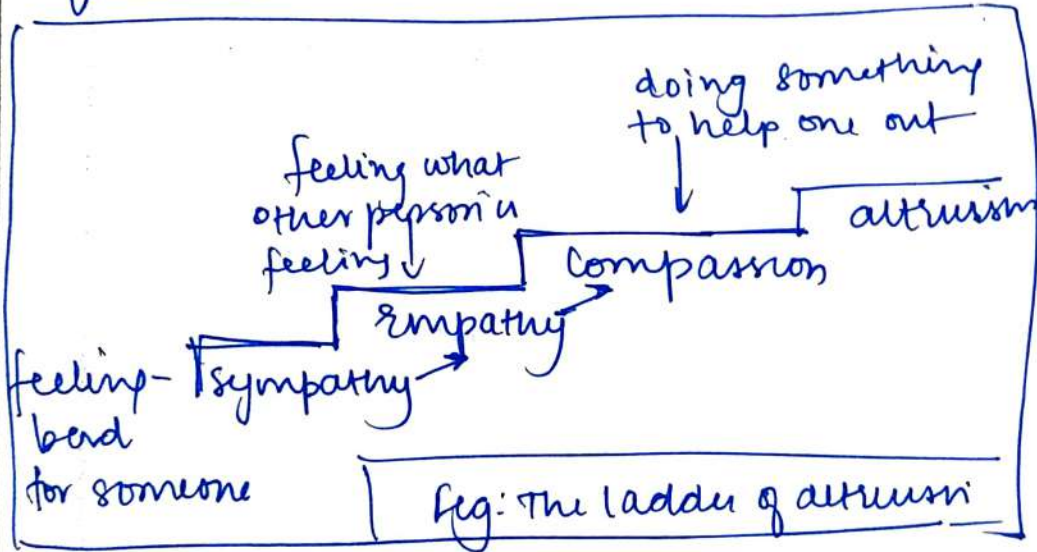 doing something
to help one out
feeling what
other person is
feeling
altruism
compassion
Empathy
sympathy
feeling-
bad
for someone
Fig: The ladder of altruism